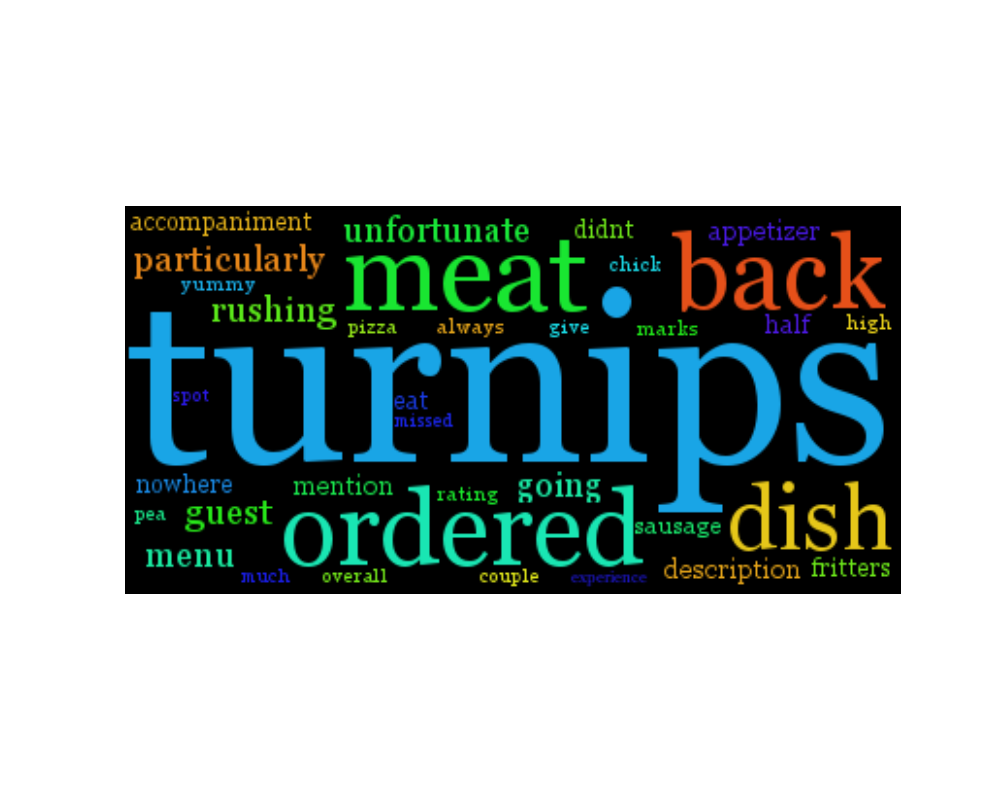 accompaniment
unfortunate didnt appetizer
particularly meat chick back
yummy
rushing
pizza always give marks half high
turnips
spot eat
missed
nowhere mention rating going
pea guest ordered sausage dish
menu
much overall couple experience description fritters